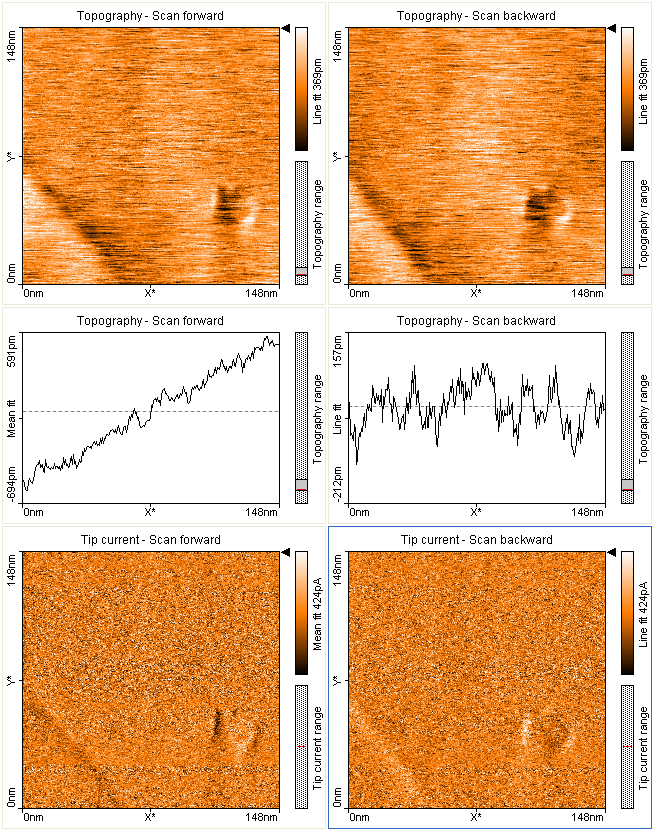 Topography - Scan forward
148nm
Y*
0nm
0nm
X*
148nm
Line fit 369pm
Topography range
Topography - Scan backward
148nm
Y*
0nm
0nm
X*
148nm
Line fit 369pm
Topography range
Topography - Scan forward
591pm
Mean fit
-694pm
0nm
X*
148nm
Topography range
Topography - Scan backward
157pm
Line fit
-212pm
0nm
X*
148nm
Topography range
Tip current - Scan forward
148nm
Y*
0nm
0nm
X*
148nm
Mean fit 424pA
Tip current range
Tip current - Scan backward
148nm
Y*
0nm
0nm
X*
148nm
Line fit 424pA
Tip current range